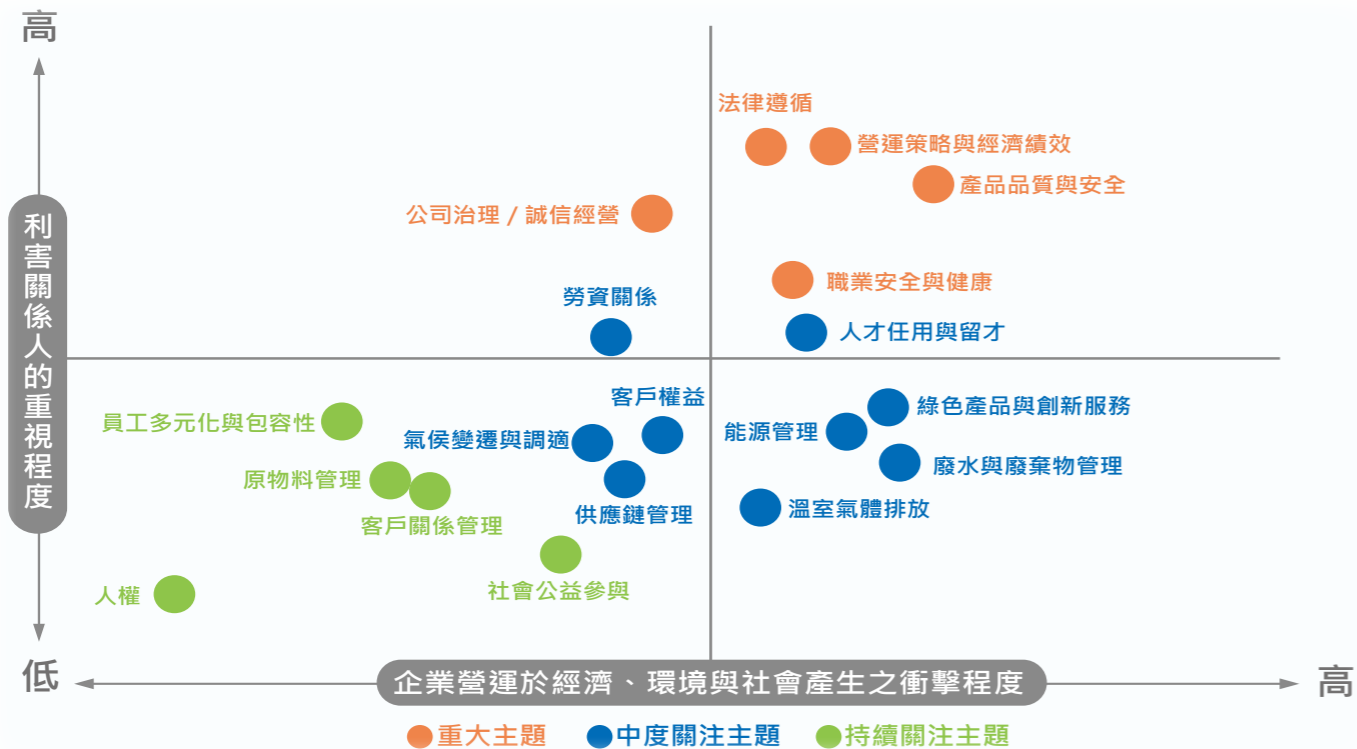 高
法律遵循
營運策略與經濟績效
產品品質與安全
公司治理 / 誠信經營
職業安全與健康
勞資關係
人才任用與留才
利害關係人的重視程度
客戶權益
綠色產品與創新服務
員工多元化與包容性
氣侯變遷與調適
能源管理
廢水與廢棄物管理
原物料管理
供應鏈管理
溫室氣體排放
客戶關係管理
社會公益參與
人權
低
企業營運於經濟、環境與社會產生之衝擊程度
高
重大主題
中度關注主題
持續關注主題